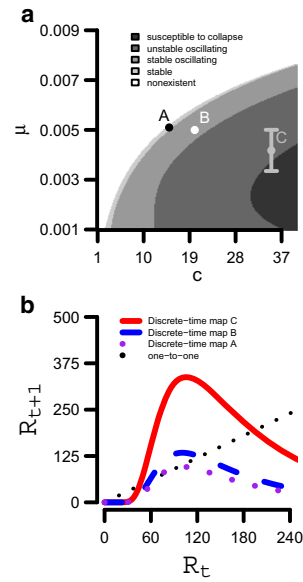 a
susceptible to collapse
unstable oscillating
stable oscillating
stable
nonexistent
0.009
0.007
0.005
0.003
0.001
μ
A
B
C
1
10
19
28
37
c
b
500
375
250
125
0
R_{t+1}
Discrete−time map C
Discrete−time map B
Discrete−time map A
one−to−one
0
60
120
180
240
R_t